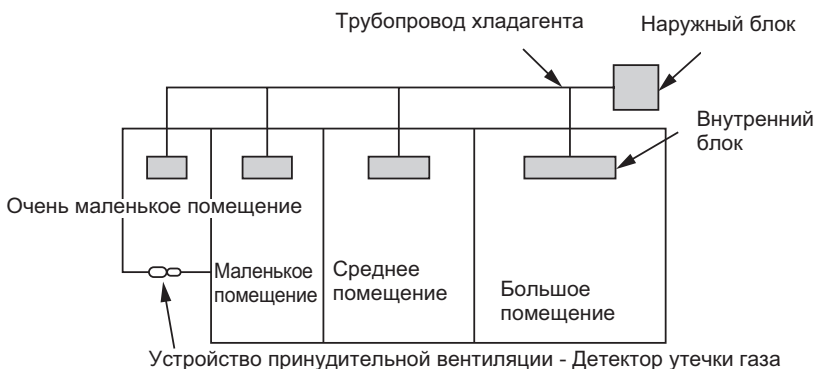 Трубопровод хладагента
Наружный блок
Внутренний
блок
Очень маленькое помещение
Маленькое
помещение
Среднее
помещение
Большое
помещение
Устройство принудительной вентиляции - Детектор утечки газа